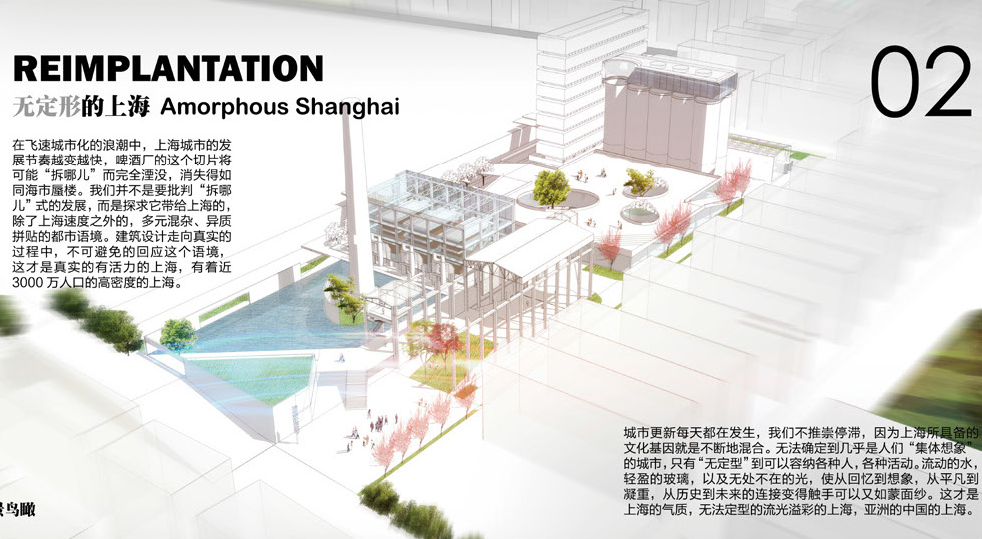 REIMPLANTATION
02
无定形的上海 Amorphous Shanghai
在飞速城市化的浪潮中，上海城市的发
展节奏越变越快，啤酒厂的这个切片将
可能“拆哪儿”而完全湮没，消失得如
同海市蜃楼。我们并不是要批判“拆哪
儿”式的发展，而是探求它带给上海的，
除了上海速度之外的，多元混杂、异质
拼贴的都市语境。建筑设计走向真实的
过程中，不可避免的回应这个语境，
这才是真实的有活力的上海，有着近
3000 万人口的高密度的上海。
城市更新每天都在发生，我们不推崇停滞，因为上海所具备的
文化基因就是不断地混合。无法确定到几乎是人们“集体想象”
的城市，只有“无定型”到可以容纳各种人，各种活动。流动的水，
轻盈的玻璃，以及无处不在的光，使从回忆到想象，从平凡到
凝重，从历史到未来的连接变得触手可以又如蒙面纱。这才是
上海的气质，无法定型的流光溢彩的上海，亚洲的中国的上海。
鸟瞰